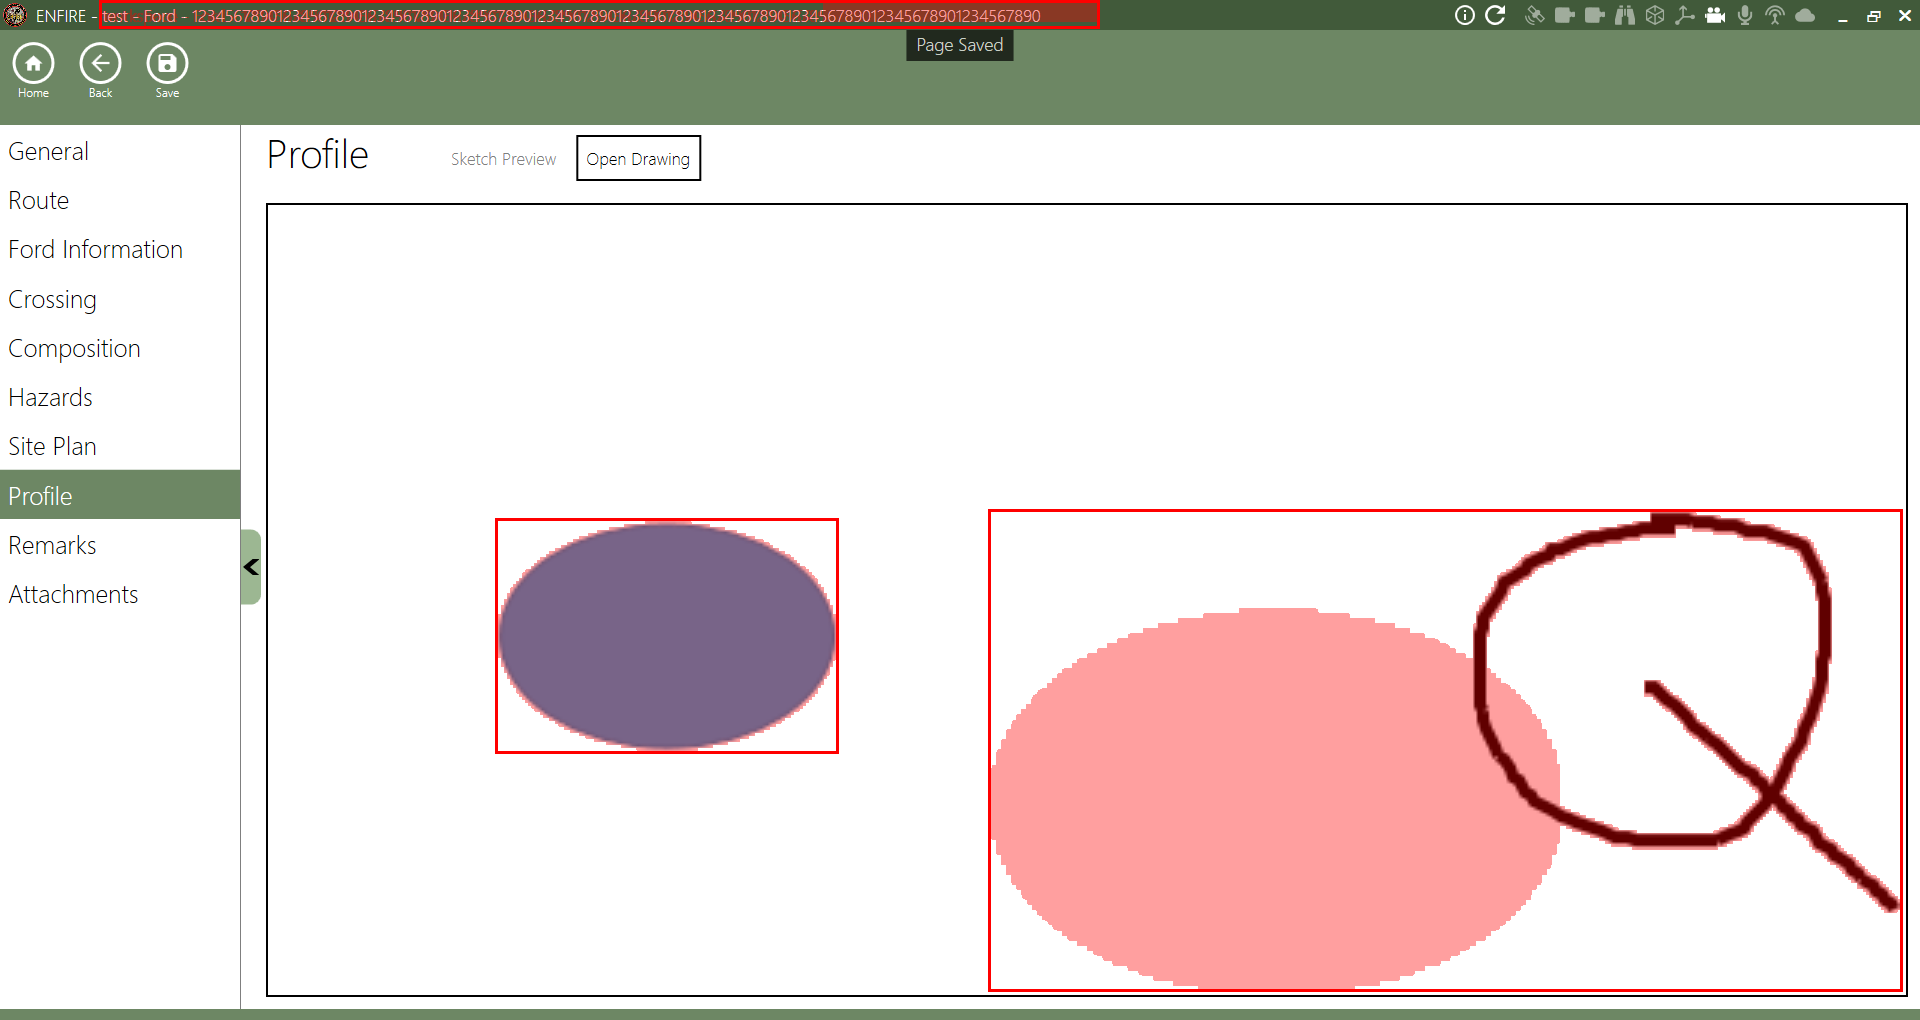 ENFIRE - test - Ford - 1234567890123456789012345678901234567890123456789012345678901234567890123456789012345678901234567890
Page Saved
Home
Back
Save
General
Route
Ford Information
Crossing
Composition
Hazards
Site Plan
Profile
Remarks
Attachments
Profile
Sketch Preview
Open Drawing